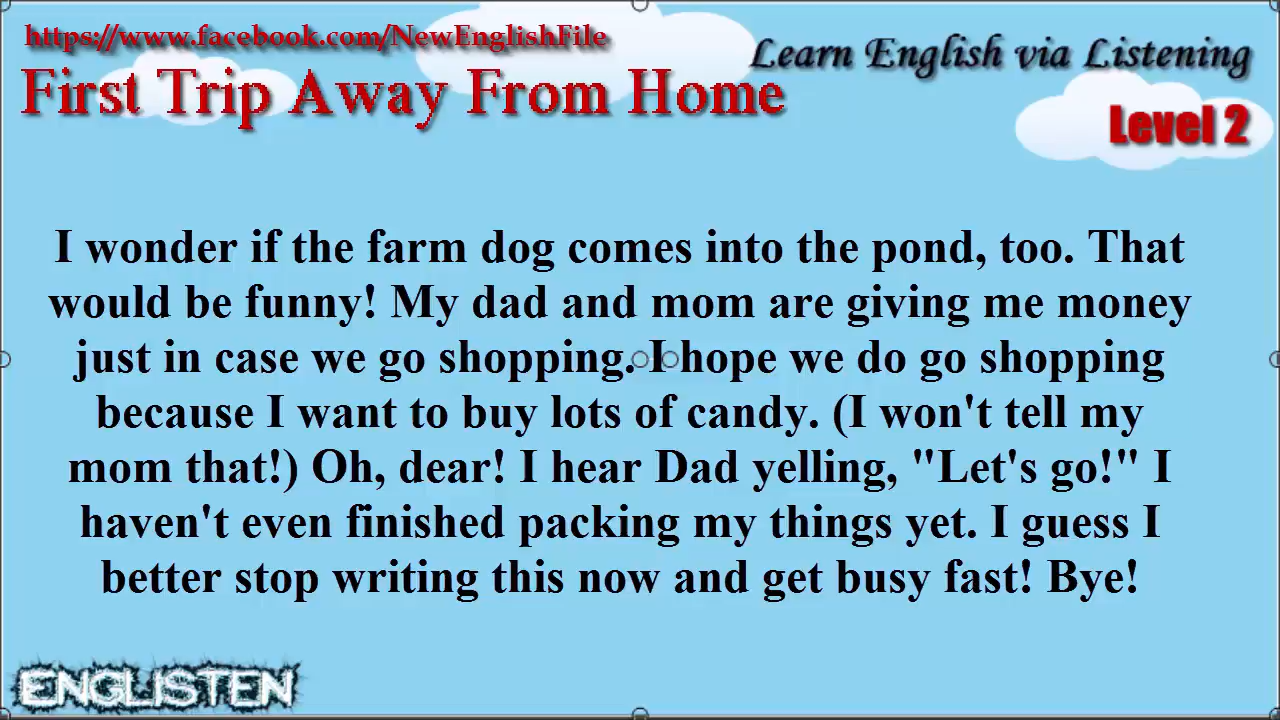 https://www.facebook.com/NewEnglishFile
Learn English via Listening
First Trip Away From Home
Level 2
I wonder if the farm dog comes into the pond, too. That
would be funny! My dad and mom are giving me money
just in case we go shopping. I hope we do go shopping
because I want to buy lots of candy. (I won't tell my
mom that!) Oh, dear! I hear Dad yelling, "Let's go!" I
haven't even finished packing my things yet. I guess I
better stop writing this now and get busy fast! Bye!
ENGLISTEN